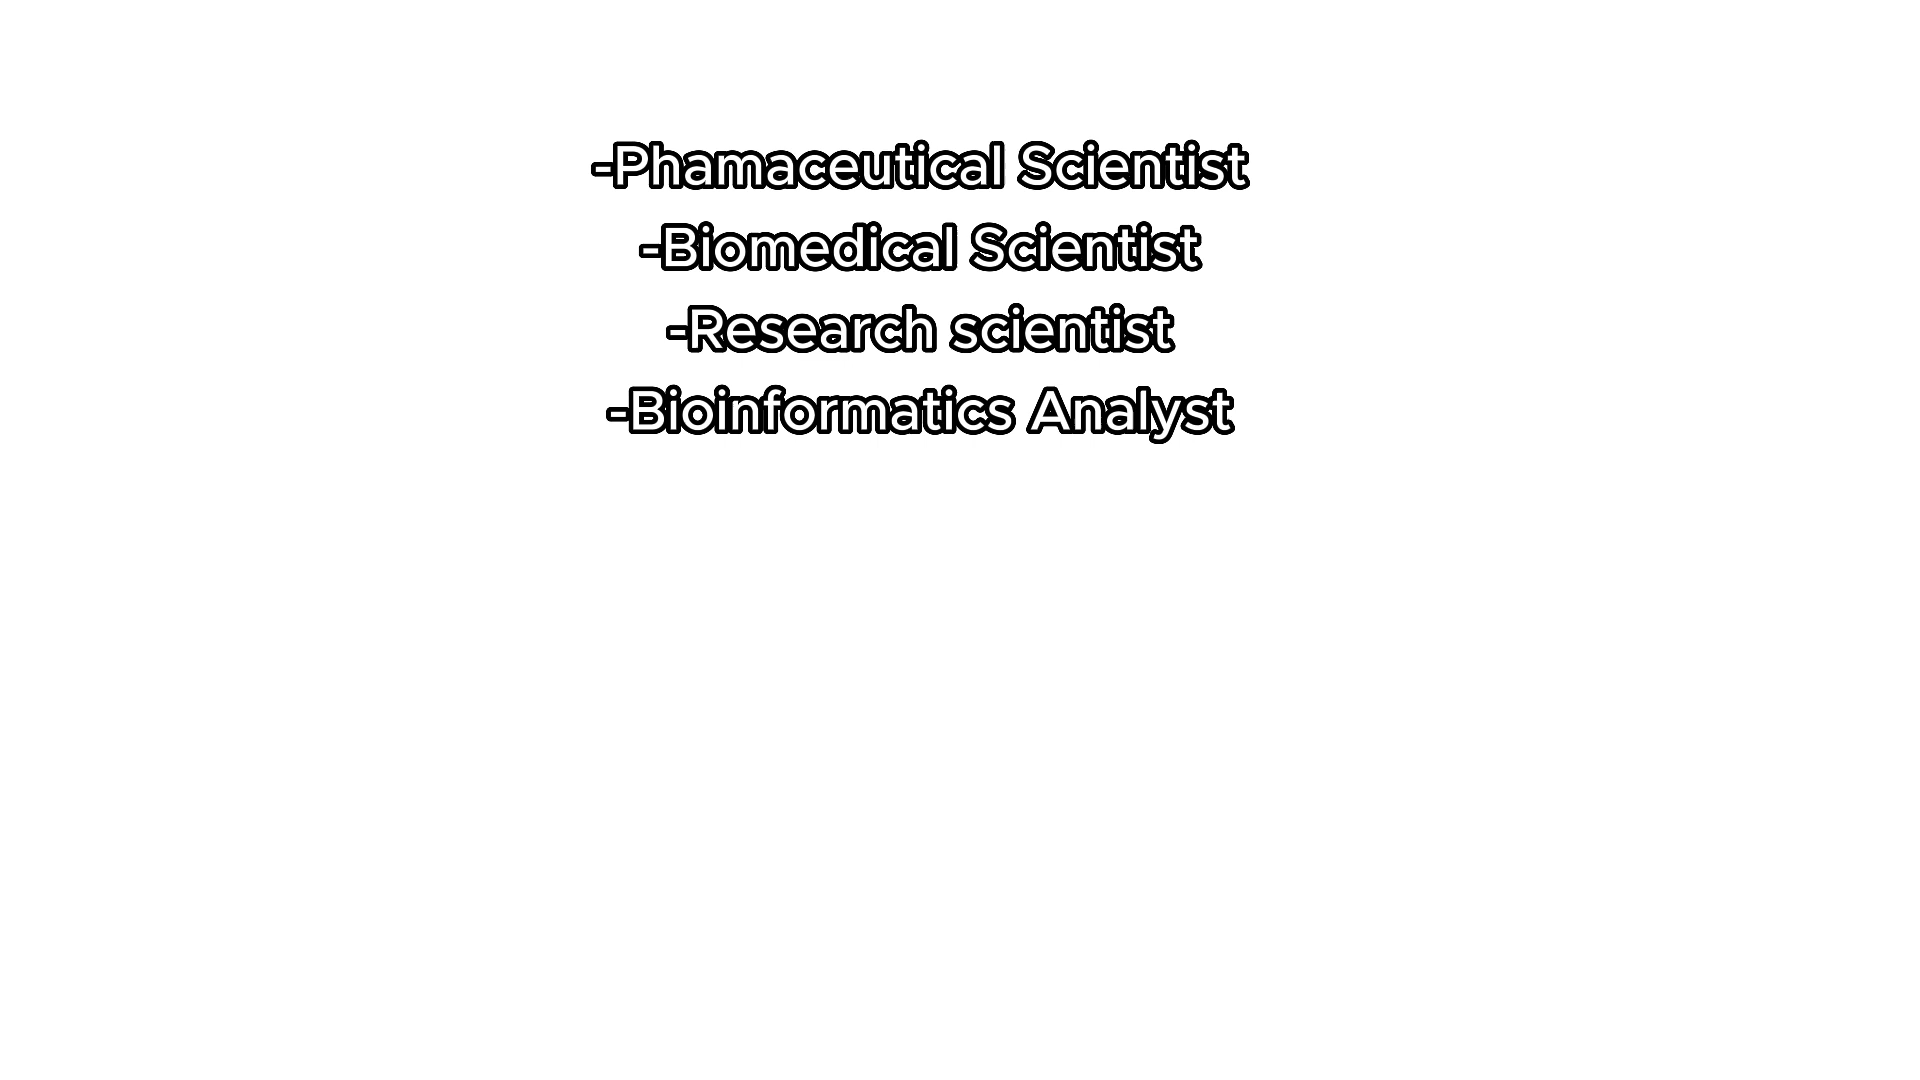 -Phamaceutical Scientist
-Biomedical Scientist
-Research scientist
-Bioinformatics Analyst